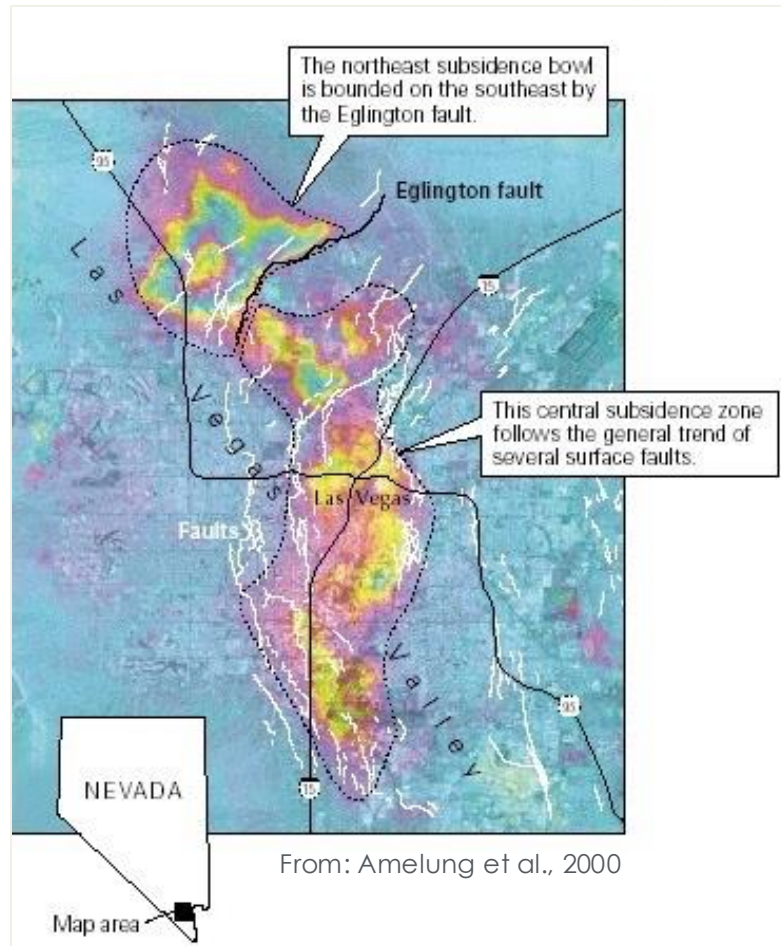 The northeast subsidence bowl
is bounded on the southeast by
the Eglington fault.
95
Eglington fault
Las Vegas Valley
15
This central subsidence zone
follows the general trend of
several surface faults.
Las Vegas
Faults
95
15
NEVADA
Map area
From: Amelung et al., 2000